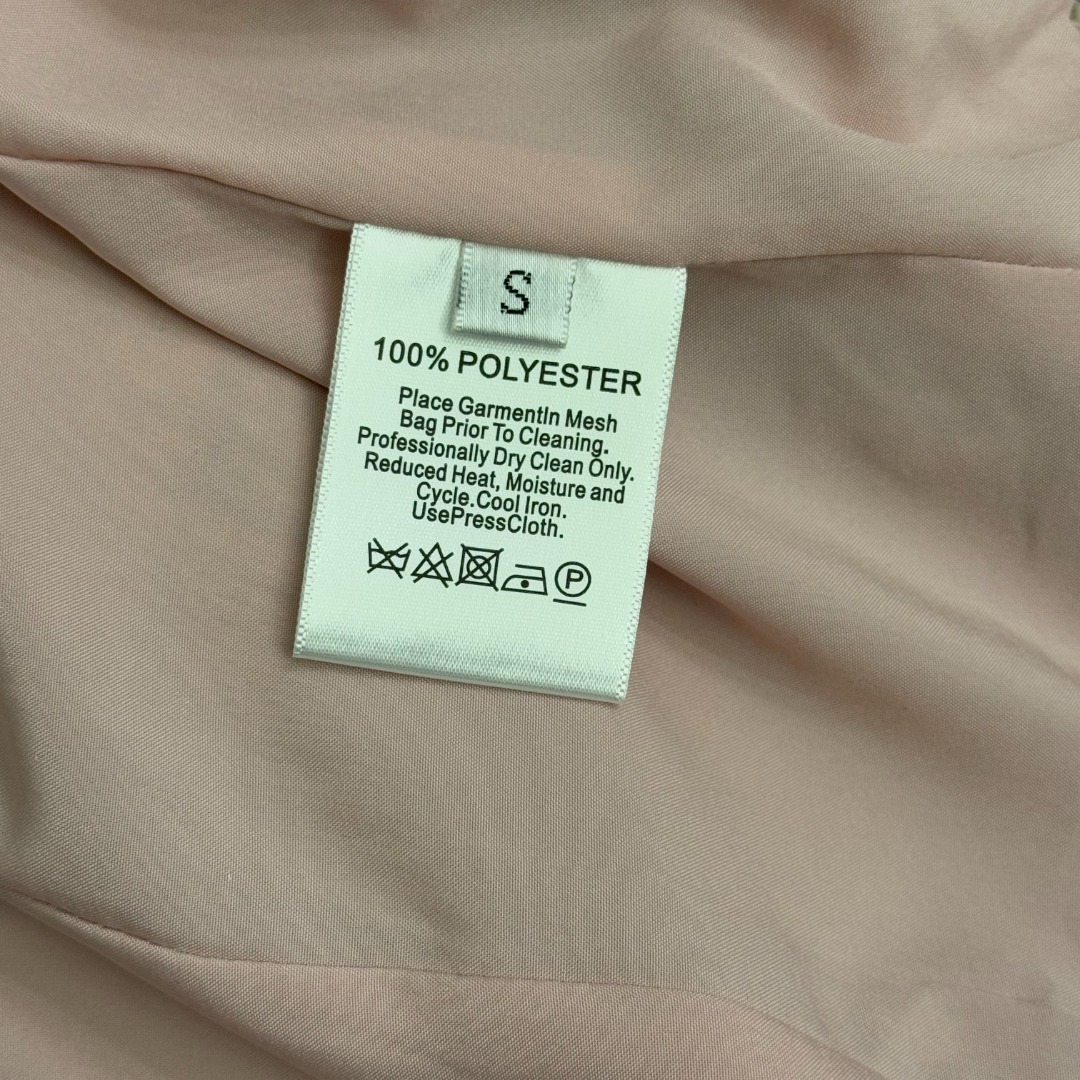 S
100% POLYESTER
Place GarmentIn Mesh
Bag Prior To Cleaning.
Professionally Dry Clean Only.
Reduced Heat, Moisture and
Cycle.Cool Iron.
UsePressCloth.
P